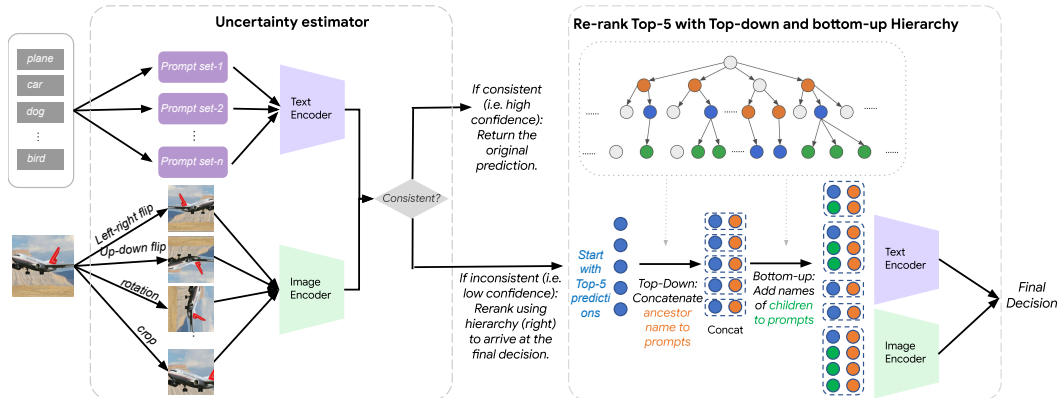 Uncertainty estimator
plane
car
dog
⋮
bird
Prompt set-1
Prompt set-2
⋮
Prompt set-n
Text
Encoder
Left-right flip
Up-down flip
rotation
crop
Image
Encoder
Consistent?
If consistent
(i.e. high
confidence):
Return the
original
prediction.
If inconsistent (i.e.
low confidence):
Rerank using
hierarchy (right)
to arrive at the
final decision.
Re-rank Top-5 with Top-down and bottom-up Hierarchy
......
......
......
......
......
......
Start
with
Top-5
predicti
ons
Top-Down:
Concatenate
ancestor
name to
prompts
Concat
Bottom-up:
Add names
of children
to prompts
Text
Encoder
Image
Encoder
Final
Decision